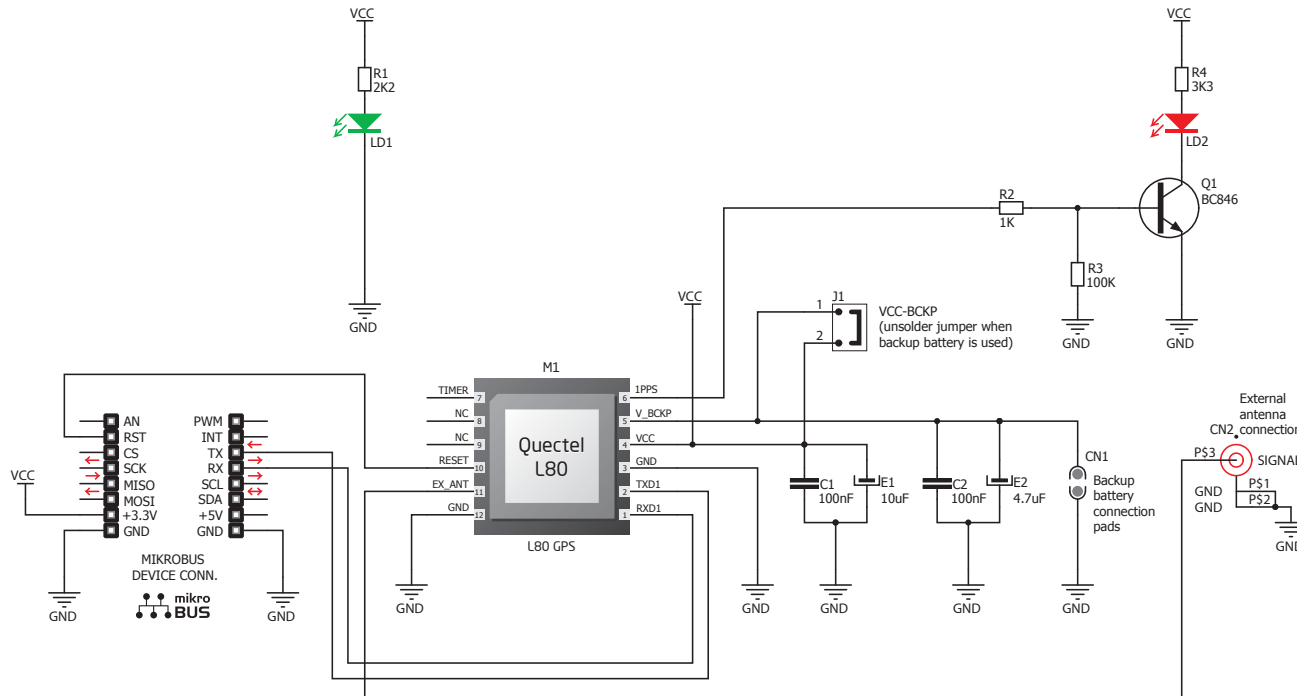 VCC
R1
2K2
LD1
GND
VCC
R4
3K3
LD2
Q1
BC846
R2
1K
R3
100K
GND
GND
VCC
J1
1
2
VCC-BCKP
(unsolder jumper when
backup battery is used)
M1
TIMER 7
NC 8
NC 9
RESET 10
EX_ANT 11
GND 12
Quectel
L80
6 1PPS
5 V_BCKP
4 VCC
3 GND
2 TXD1
1 RXD1
L80 GPS
AN
RST
CS
SCK
MISO
MOSI
+3.3V
GND
PWM
INT
TX
RX
SCL
SDA
+5V
GND
VCC
MIKROBUS
DEVICE CONN.
mikro
BUS
GND
GND
GND
GND
C1
100nF
E1
10uF
GND
C2
100nF
E2
4.7uF
GND
CN1
Backup
battery
connection
pads
GND
External
antenna
connection
CN2
P$3
SIGNAL
GND
GND
P$1
P$2
GND